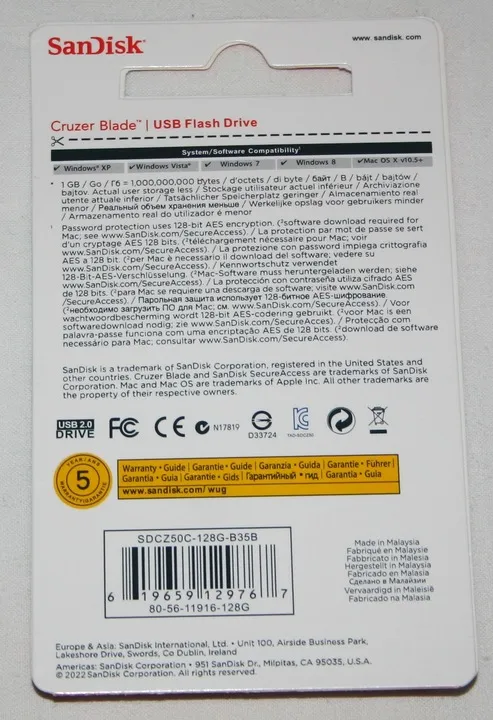 SanDisk®
www.sandisk.com
Cruzer Blade™ | USB Flash Drive
System/Software Compatibility¹
✔ Windows® XP ✔Windows Vista® ✔ Windows 7 ✔ Windows 8 ✔Mac OS X v10.5+
* 1 GB / Go / Гб = 1,000,000,000 bytes / d'octets / di byte / байт / B / bájt / bajtów /
bajtov. Actual user storage less / Stockage utilisateur actuel inférieur / Archiviazione
utente attuale inferior / Tatsächlicher Speicherplatz geringer / Almacenamiento real
menor / Реальный объем хранения меньше / Werkelijke opslag voor gebruikers minder
/ Armazenamento real do utilizador é menor
Password protection uses 128-bit AES encryption. (²software download required for
Mac; see www.SanDisk.com/SecureAccess). / La protection par mot de passe se sert
d'un cryptage AES 128 bits. (²téléchargement nécessaire pour Mac; voir
www.SanDisk.com/SecureAccess). / La protezione con password impiega crittografia
AES a 128 bit. (²per Mac è necessario il download del software; vedere su
www.SanDisk.com/SecureAccess). / Kennwortschutz verwendet
128-Bit-AES-Verschlüsselung. (²Mac-Software muss heruntergeladen werden; siehe
www.SanDisk.com/SecureAccess). / La protección con contraseña utiliza cifrado AES
de 128 bits. (²para Mac se requiere una descarga de software; visite www.SanDisk.com
/SecureAccess). / Парольная защита использует 128-битное AES-шифрование
(²необходимо загрузить ПО для Mac; см. www.SanDisk.com/SecureAccess). / Voor
wachtwoordbescherming wordt 128-bit AES-codering gebruikt. (²voor Mac is een
softwaredownload nodig; zie www.SanDisk.com/SecureAccess). / Protecção com
palavra-passe funciona com uma encriptação AES de 128 bits. (²download de software
necessário para Mac; consultar www.SanDisk.com/SecureAccess).
SanDisk is a trademark of SanDisk Corporation, registered in the United States and
other countries. Cruzer Blade and SanDisk SecureAccess are trademarks of SanDisk
Corporation. Mac and Mac OS are trademarks of Apple Inc. All other trademarks are
the property of their respective owners.
USB 2.0
DRIVE
FC CE N17819 D33724
YEAR/ANS
5
WARRANTY/GARANTIE
Warranty • Guide | Garantie • Guide | Garanzia • Guida | Garantie • Führer |
Garantía • Guía | Garantie • Gids | Гарантийный • гид | Garantia • Guia
www.sandisk.com/wug
SDCZ50C-128G-B35B
6 19659 12976 7
80-56-11916-128G
Made in Malaysia
Fabriqué en Malaysie
Fabbricato in Malesia
Hergestellt in Malaysia
Fabricado en Malasia
Сделано в Малайзии
Vervaardigd in Maleisië
Fabricado na Malasia
Europe & Asia: SanDisk International, Ltd. • Unit 100, Airside Business Park,
Lakeshore Drive, Swords, Co Dublin, Ireland
Americas: SanDisk Corporation • 951 SanDisk Dr., Milpitas, CA 95035, U.S.A.
© 2022 SanDisk Corporation. All rights reserved.